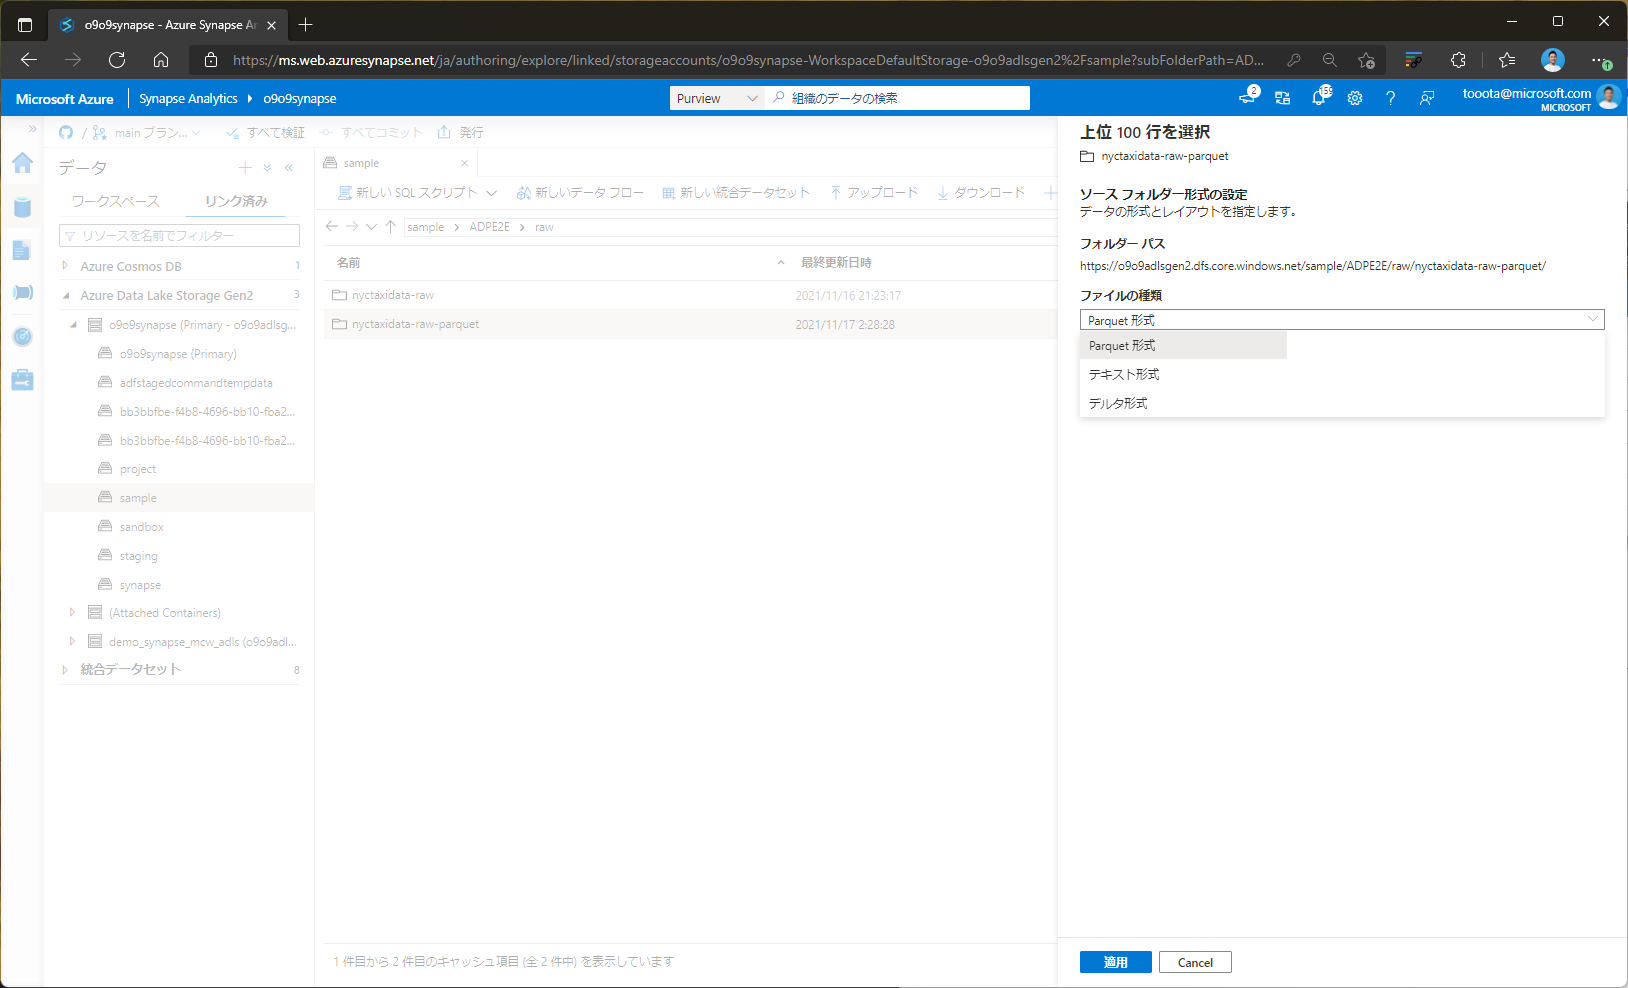 o9o9synapse - Azure Synapse Ar
https://ms.web.azuresynapse.net/ja/authoring/explore/linked/storageaccounts/o9o9synapse-WorkspaceDefaultStorage-o9o9adlsgen2%2Fsample?subFolderPath=AD...
Microsoft Azure
Synapse Analytics
o9o9synapse
Purview
組織のデータの検索
2
159
tooota@microsoft.com
MICROSOFT
/ main ブラン...
すべて検証
すべてコミット
発行
データ
ワークスペース
リンク済み
リソースを名前でフィルター
Azure Cosmos DB 1
Azure Data Lake Storage Gen2 3
o9o9synapse (Primary - o9o9adlsg...
o9o9synapse (Primary)
adfstagedcommandtempdata
bb3bbfbe-f4b8-4696-bb10-fba2...
bb3bbfbe-f4b8-4696-bb10-fba2...
project
sample
sandbox
staging
synapse
(Attached Containers)
demo_synapse_mcw_adls (o9o9adl...
統合データセット 8
sample
新しい SQL スクリプト
新しいデータ フロー
新しい統合データセット
アップロード
ダウンロード
sample > ADPE2E > raw
名前
最終更新日時
nyctaxidata-raw 2021/11/16 21:23:17
nyctaxidata-raw-parquet 2021/11/17 2:28:28
1 件目から 2 件目のキャッシュ項目 (全 2 件中) を表示しています
上位 100 行を選択
nyctaxidata-raw-parquet
ソース フォルダー形式の設定
データの形式とレイアウトを指定します。
フォルダー パス
https://o9o9adlsgen2.dfs.core.windows.net/sample/ADPE2E/raw/nyctaxidata-raw-parquet/
ファイルの種類
Parquet 形式
Parquet 形式
テキスト形式
デルタ形式
適用
Cancel